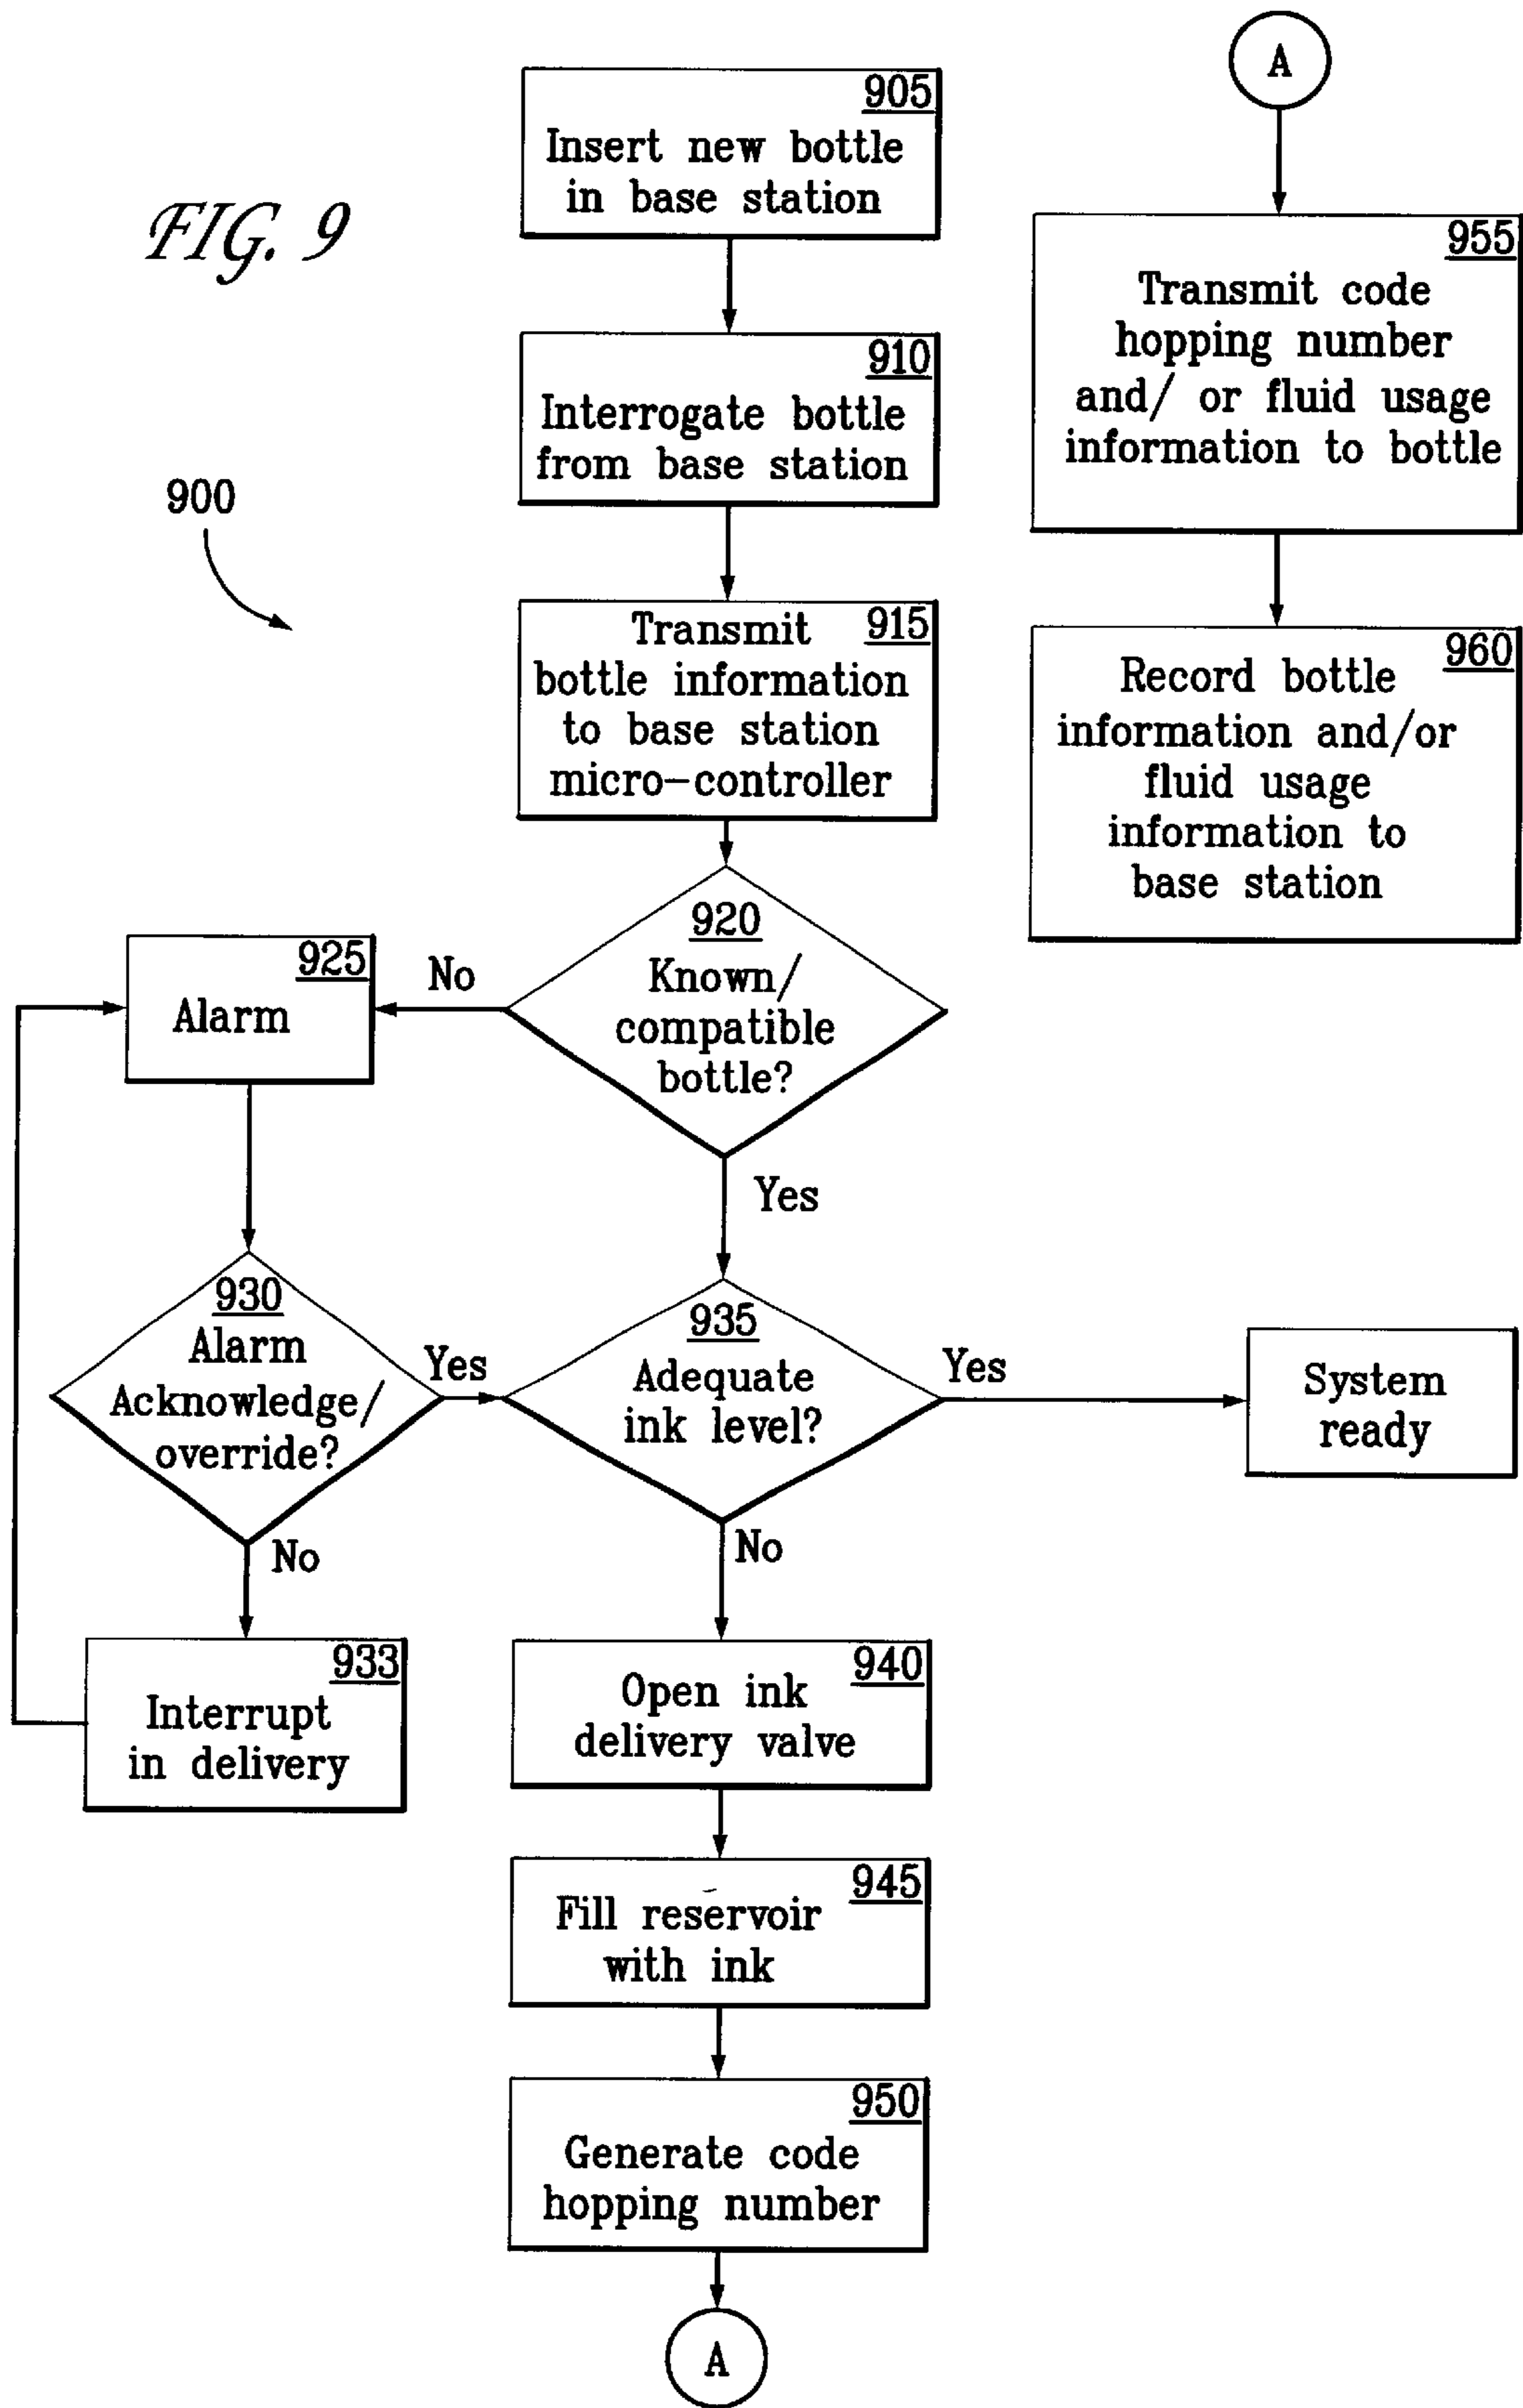 FIG. 9
900
905
Insert new bottle
in base station
910
Interrogate bottle
from base station
915
Transmit
bottle information
to base station
micro-controller
920
Known/
compatible
bottle?
No
Yes
925
Alarm
930
Alarm
Acknowledge/
override?
Yes
No
933
Interrupt
in delivery
935
Adequate
ink level?
Yes
System
ready
No
940
Open ink
delivery valve
945
Fill reservoir
with ink
950
Generate code
hopping number
A
A
955
Transmit code
hopping number
and/ or fluid usage
information to bottle
960
Record bottle
information and/or
fluid usage
information to
base station